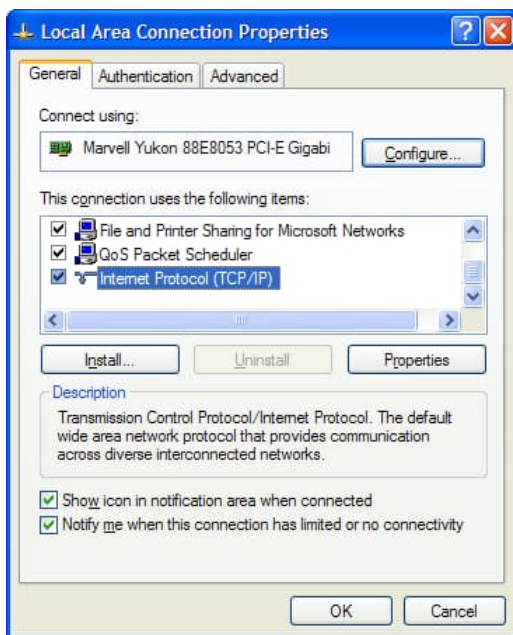 Local Area Connection Properties
General Authentication Advanced
Connect using:
Marvell Yukon 88E8053 PCI-E Gigabi Configure...
This connection uses the following items:
File and Printer Sharing for Microsoft Networks
QoS Packet Scheduler
Internet Protocol (TCP/IP)
Install... Uninstall Properties
Description
Transmission Control Protocol/Internet Protocol. The default
wide area network protocol that provides communication
across diverse interconnected networks.
Show icon in notification area when connected
Notify me when this connection has limited or no connectivity
OK Cancel